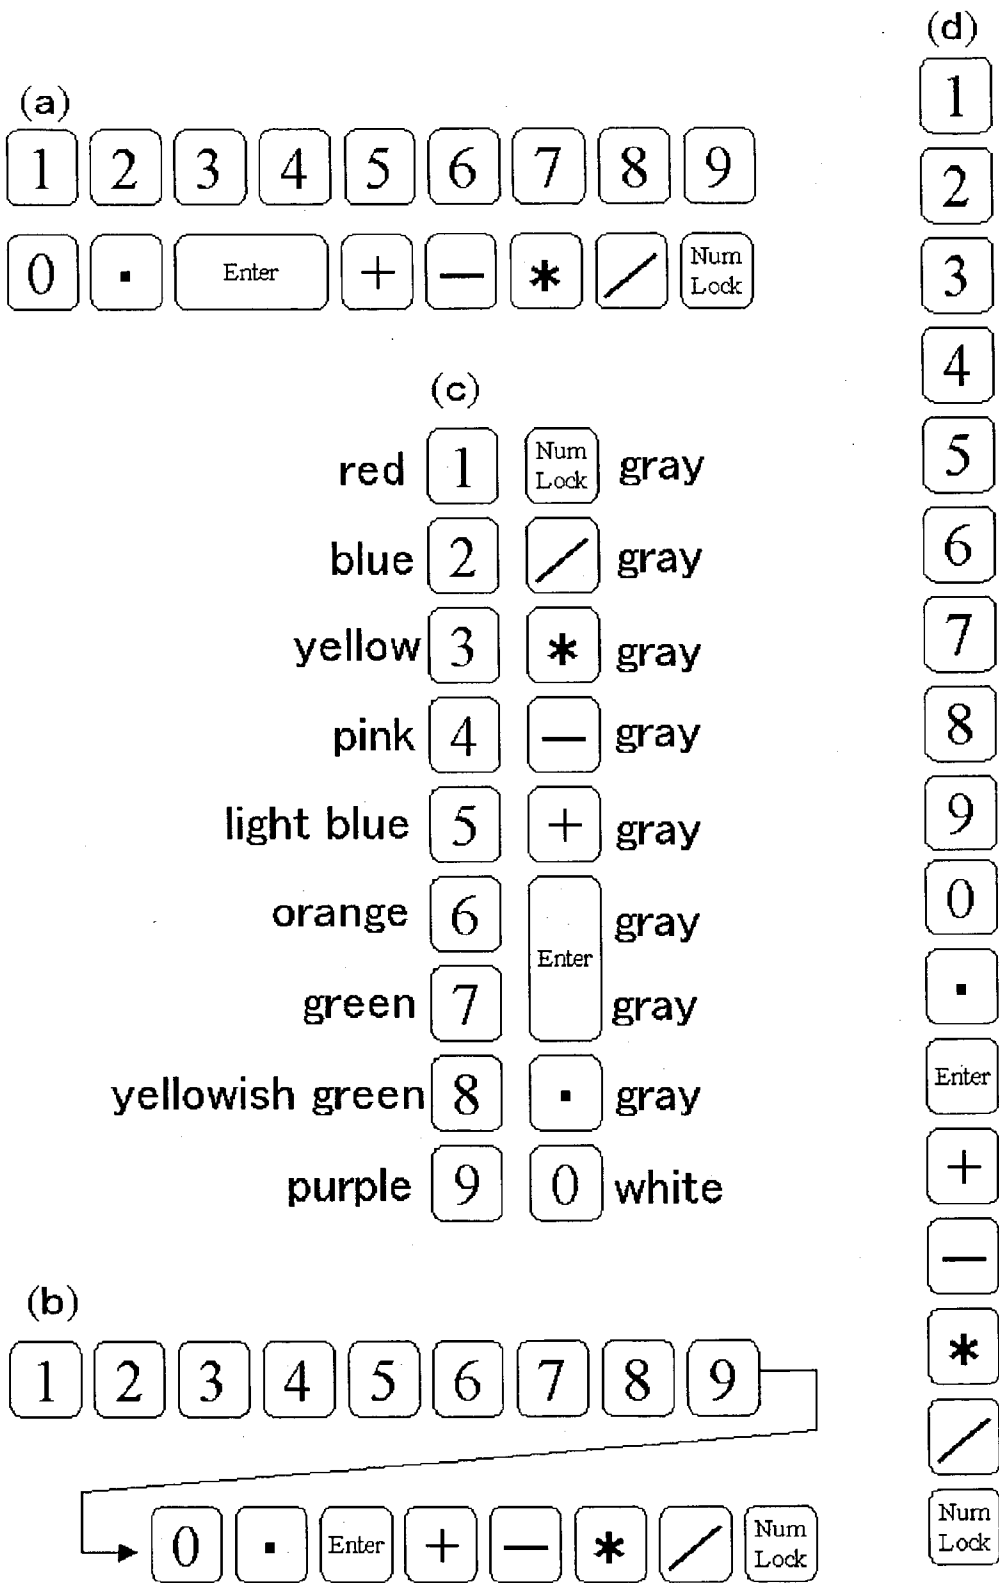 (a)
1 2 3 4 5 6 7 8 9
0 . Enter + — * / Num Lock
(c)
red 1 Num Lock gray
blue 2 / gray
yellow 3 * gray
pink 4 — gray
light blue 5 + gray
orange 6 Enter gray
green 7 gray
yellowish green 8 . gray
purple 9 0 white
(b)
1 2 3 4 5 6 7 8 9
0 . Enter + — * / Num Lock
(d)
1
2
3
4
5
6
7
8
9
0
.
Enter
+
—
*
/
Num
Lock